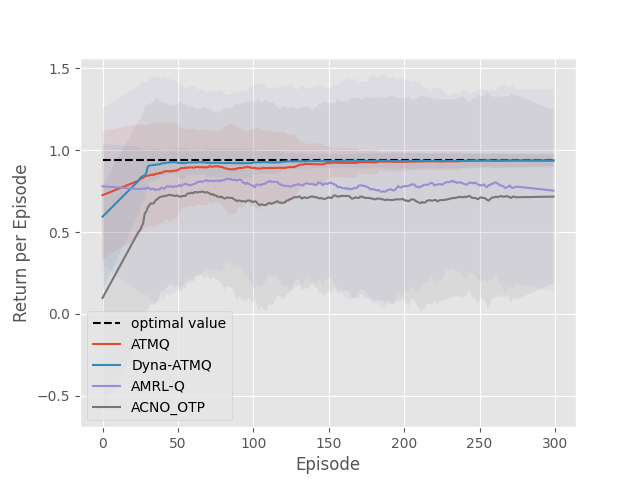 1.5
1.0
0.5
0.0
−0.5
Return per Episode
optimal value
ATMQ
Dyna-ATMQ
AMRL-Q
ACNO_OTP
0 50 100 150 200 250 300
Episode